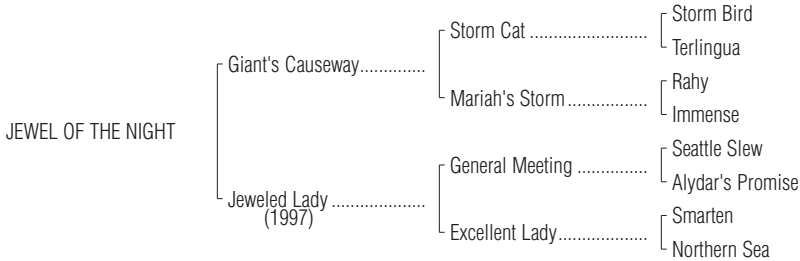 Storm Bird
Storm Cat ........................
Terlingua
Giant's Causeway..............
Rahy
Mariah's Storm................
Immense
JEWEL OF THE NIGHT
Seattle Slew
General Meeting ..............
Alydar's Promise
Jeweled Lady ....................
(1997)
Smarten
Excellent Lady..................
Northern Sea